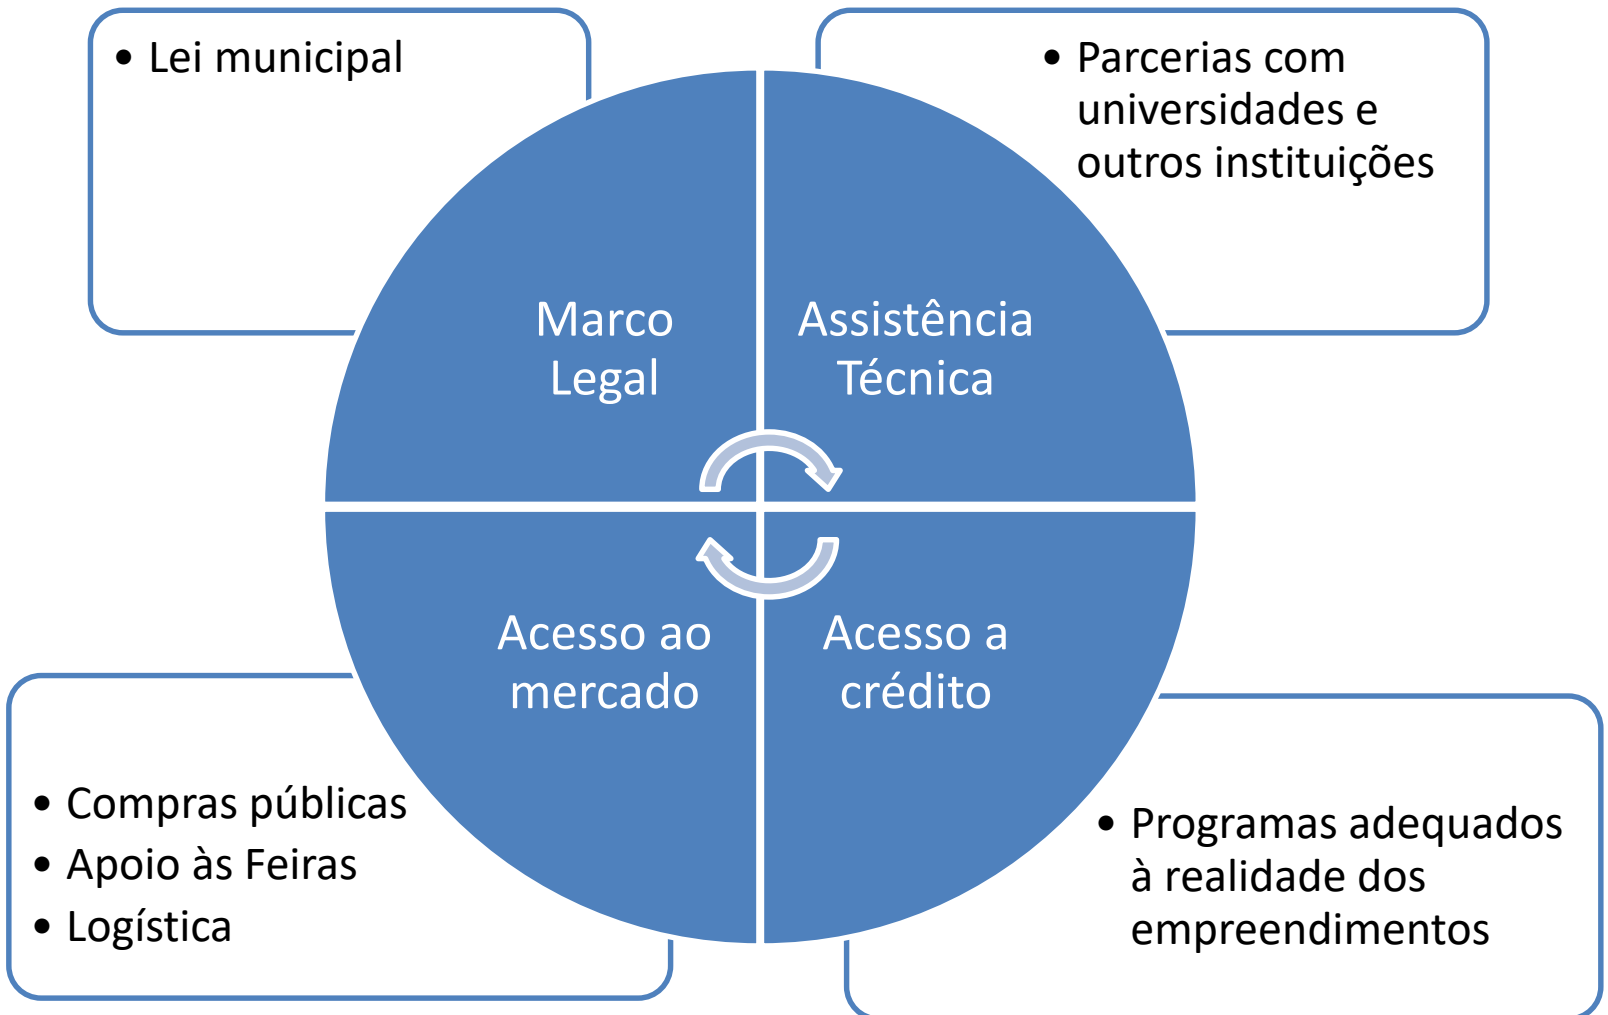 • Lei municipal
• Parcerias com
universidades e
outros instituições
Marco
Legal
Assistência
Técnica
Acesso ao
mercado
Acesso a
crédito
• Compras públicas
• Apoio às Feiras
• Logística
• Programas adequados
à realidade dos
empreendimentos